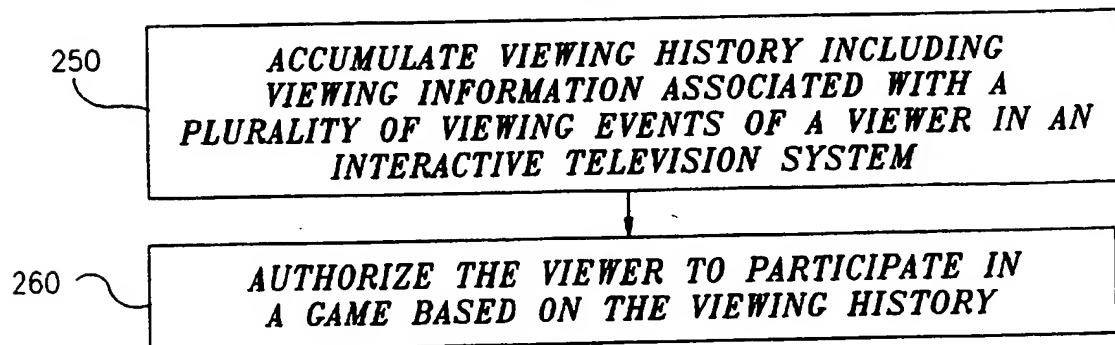 250
ACCUMULATE VIEWING HISTORY INCLUDING
VIEWING INFORMATION ASSOCIATED WITH A
PLURALITY OF VIEWING EVENTS OF A VIEWER IN AN
INTERACTIVE TELEVISION SYSTEM
260
AUTHORIZE THE VIEWER TO PARTICIPATE IN
A GAME BASED ON THE VIEWING HISTORY